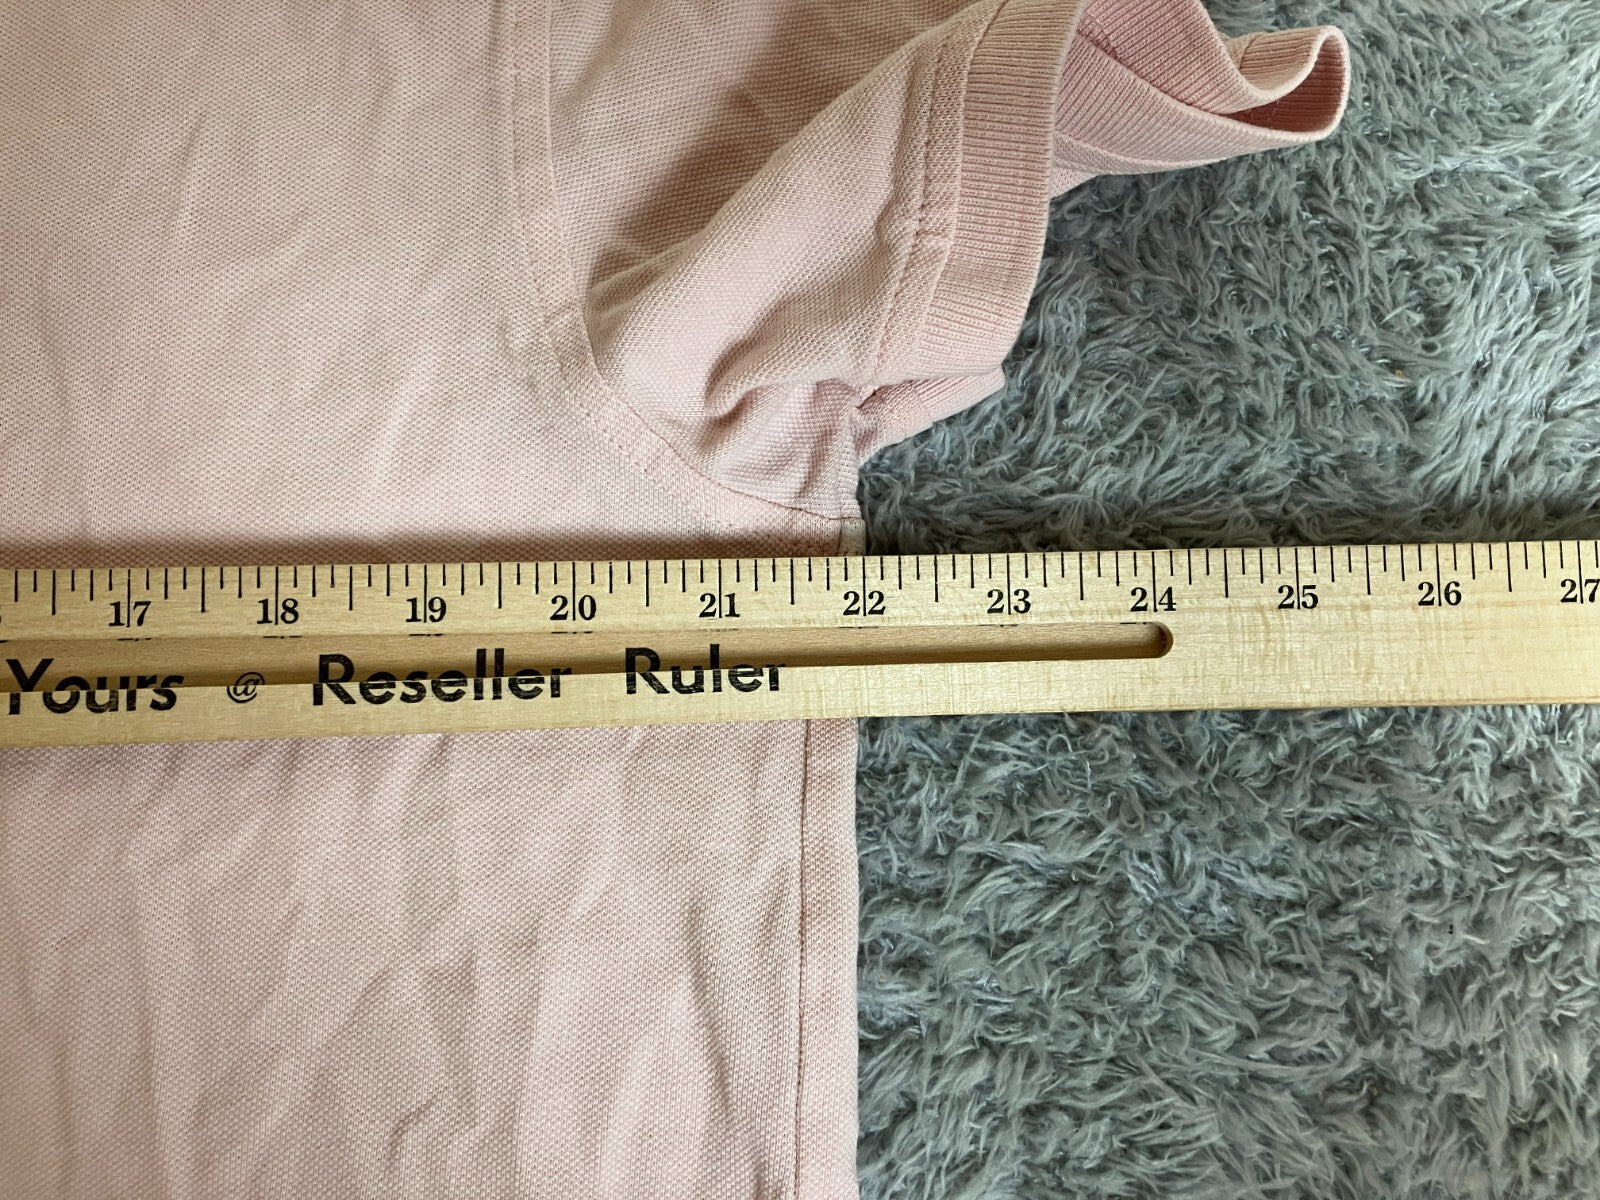 17 18 19 20 21 22 23 24 25 26 27
Yours @ Reseller Ruler